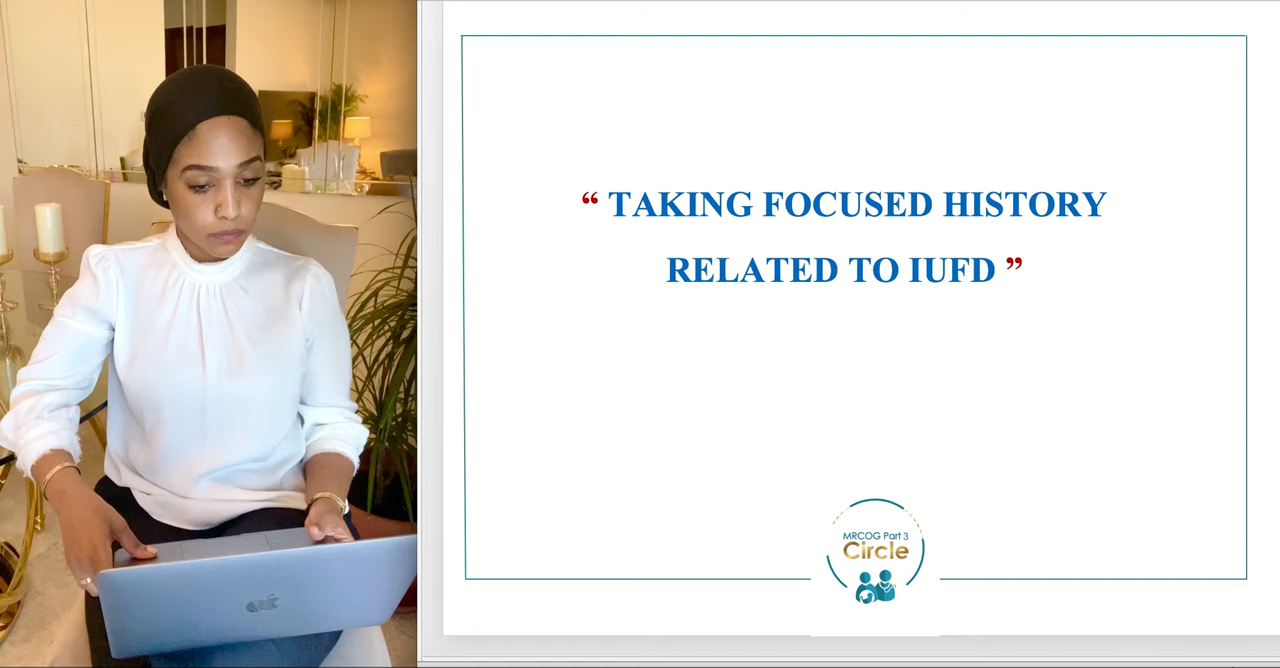 “ TAKING FOCUSED HISTORY
RELATED TO IUFD ”
MRCOG Part 3
Circle